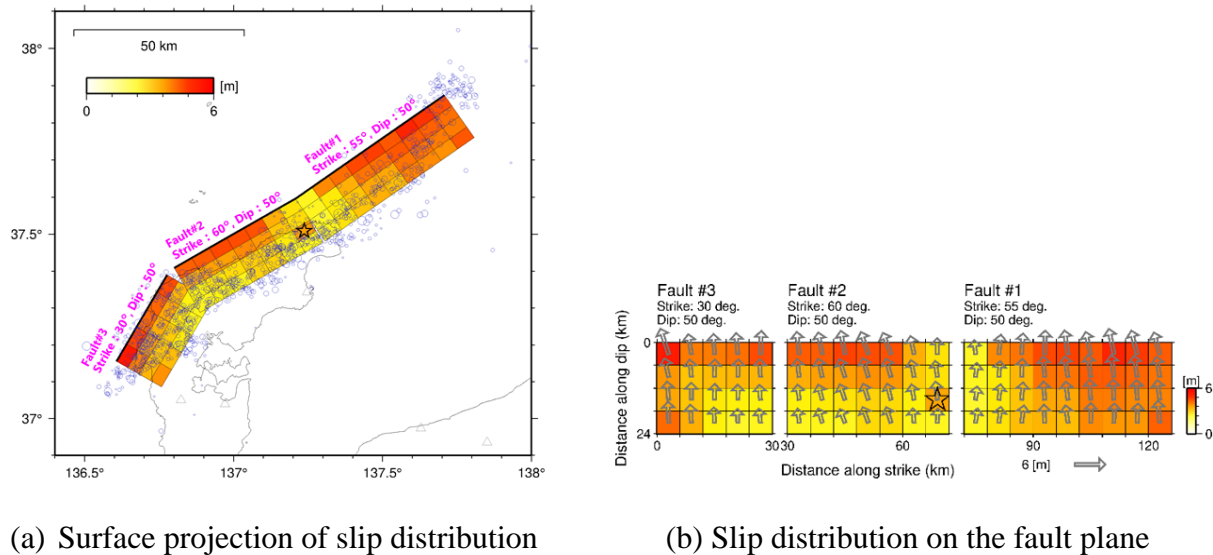 38°
37.5°
37°
136.5°
137°
137.5°
138°
50 km
[m]
0
6
Fault#1
Strike : 55°, Dip : 50°
Fault#2
Strike : 60°, Dip : 50°
Fault#3
Strike : 30°, Dip : 50°
Fault #3
Strike: 30 deg.
Dip: 50 deg.
Fault #2
Strike: 60 deg.
Dip: 50 deg.
Fault #1
Strike: 55 deg.
Dip: 50 deg.
Distance along dip (km)
0
24
0
30
30
60
90
120
Distance along strike (km)
6 [m]
[m]
6
0
(a) Surface projection of slip distribution
(b) Slip distribution on the fault plane